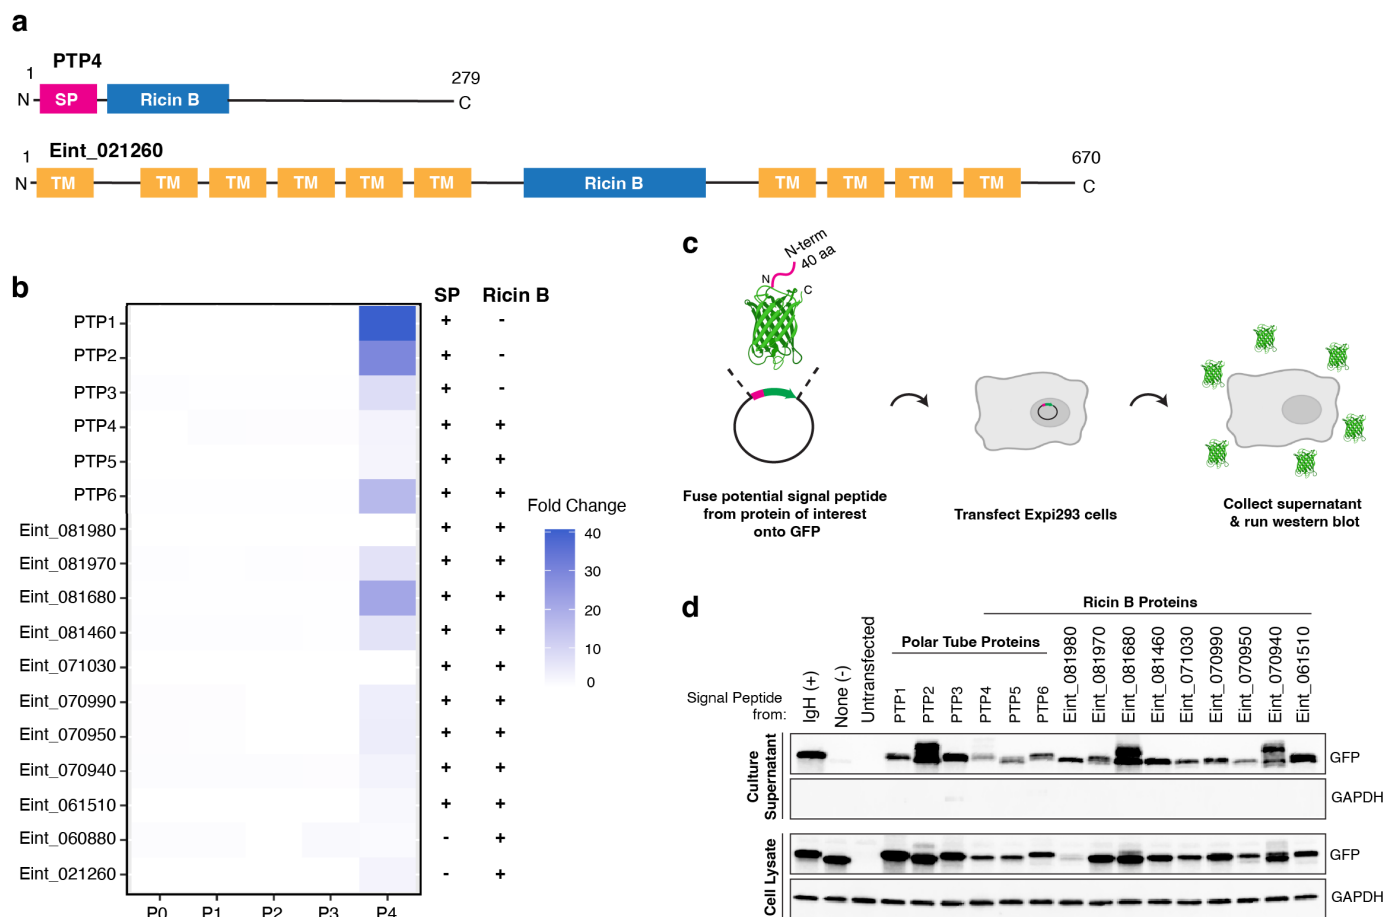 a
PTP4
1
279
N
SP
Ricin B
C
Eint_021260
1
670
N
TM
TM
TM
TM
TM
TM
Ricin B
TM
TM
TM
TM
C
b
SP
Ricin B
PTP1
+
-
PTP2
+
-
PTP3
+
-
PTP4
+
+
PTP5
+
+
PTP6
+
+
Eint_081980
+
+
Eint_081970
+
+
Eint_081680
+
+
Eint_081460
+
+
Eint_071030
+
+
Eint_070990
+
+
Eint_070950
+
+
Eint_070940
+
+
Eint_061510
+
+
Eint_060880
-
+
Eint_021260
-
+
P0
P1
P2
P3
P4
Fold Change
40
30
20
10
0
c
N-term
40 aa
N
C
Fuse potential signal peptide
from protein of interest
onto GFP
Transfect Expi293 cells
Collect supernatant
& run western blot
d
Ricin B Proteins
Polar Tube Proteins
Signal Peptide
from:
IgH (+)
None (-)
Untransfected
PTP1
PTP2
PTP3
PTP4
PTP5
PTP6
Eint_081980
Eint_081970
Eint_081680
Eint_081460
Eint_071030
Eint_070990
Eint_070950
Eint_070940
Eint_061510
Culture
Supernatant
GFP
GAPDH
Cell Lysate
GFP
GAPDH